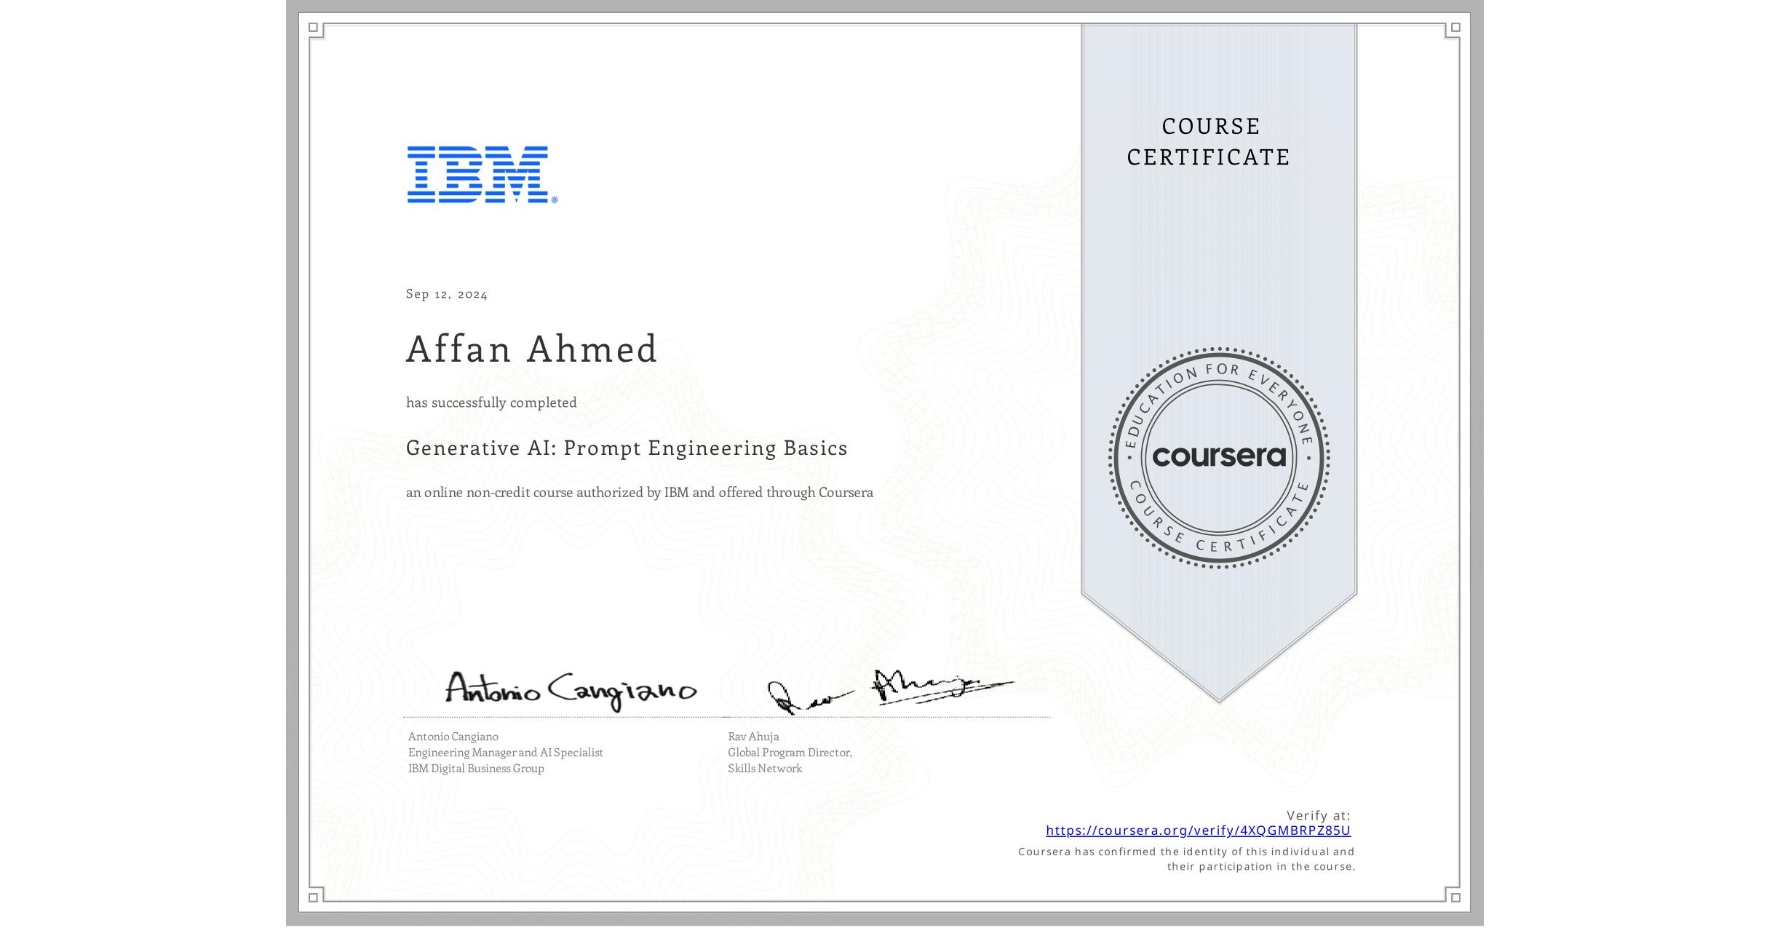 COURSE
CERTIFICATE
IBM®
Sep 12, 2024
Affan Ahmed
has successfully completed
Generative AI: Prompt Engineering Basics
an online non-credit course authorized by IBM and offered through Coursera
EDUCATION FOR EVERYONE
coursera
COURSE CERTIFICATE
Antonio Cangiano
Rav Ahuja
Antonio Cangiano
Engineering Manager and AI Specialist
IBM Digital Business Group
Rav Ahuja
Global Program Director,
Skills Network
Verify at:
https://coursera.org/verify/4XQGMBRPZ85U
Coursera has confirmed the identity of this individual and
their participation in the course.